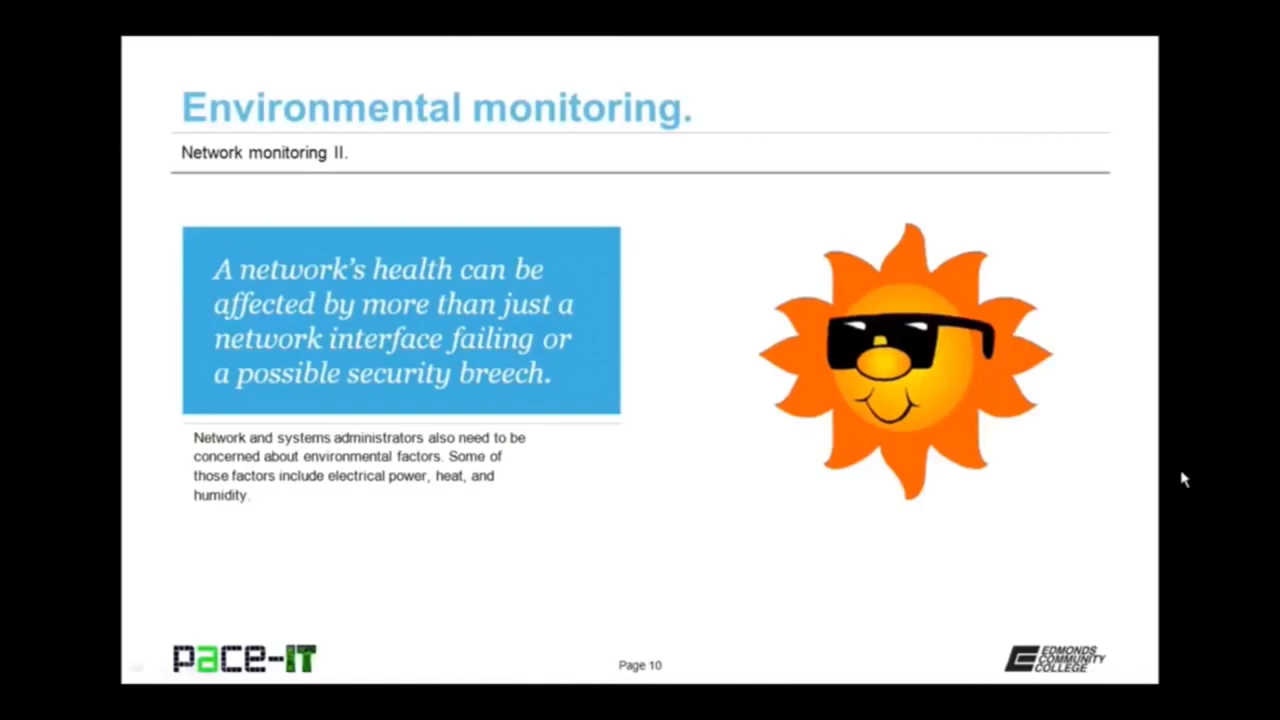 Environmental monitoring.
Network monitoring II.
A network's health can be
affected by more than just a
network interface failing or
a possible security breech.
Network and systems administrators also need to be
concerned about environmental factors. Some of
those factors include electrical power, heat, and
humidity.
pace-IT
Page 10
EDMONDS
COMMUNITY
COLLEGE